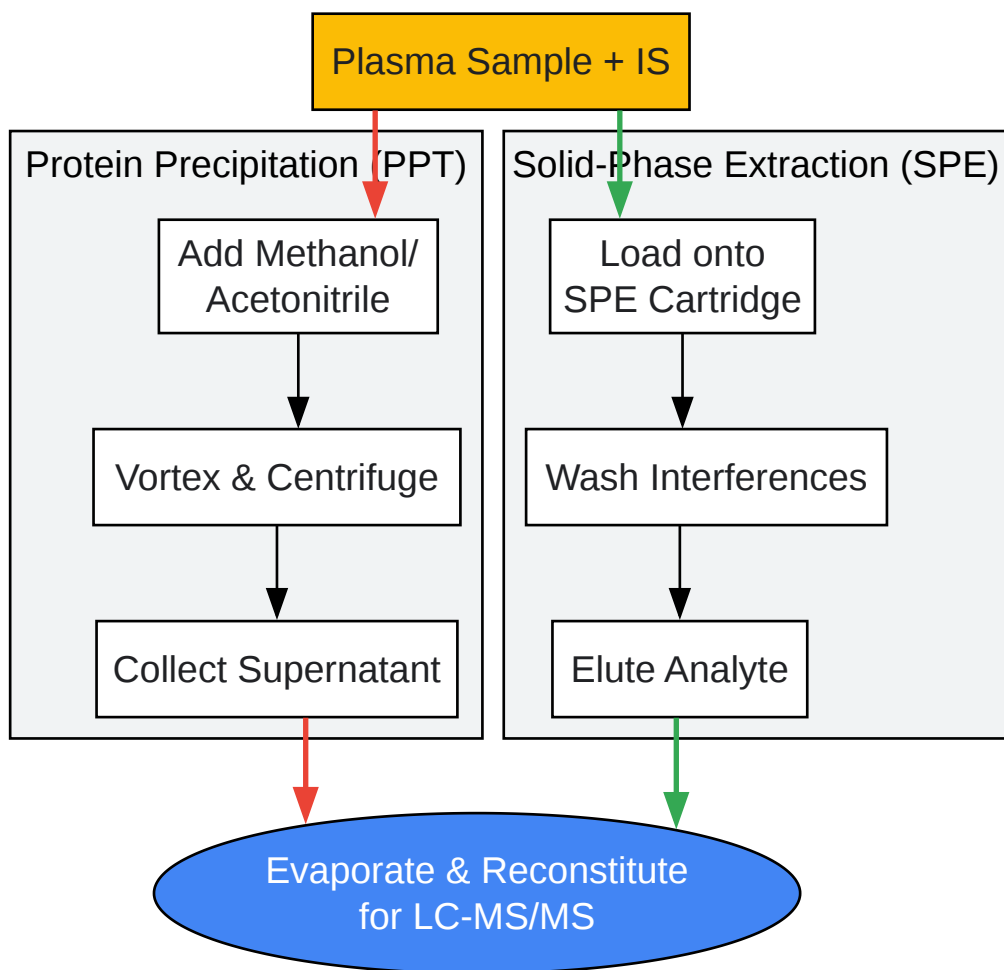 Plasma Sample + IS
Protein Precipitation (PPT)
Add Methanol/
Acetonitrile
Vortex & Centrifuge
Collect Supernatant
Solid-Phase Extraction (SPE)
Load onto
SPE Cartridge
Wash Interferences
Elute Analyte
Evaporate & Reconstitute
for LC-MS/MS